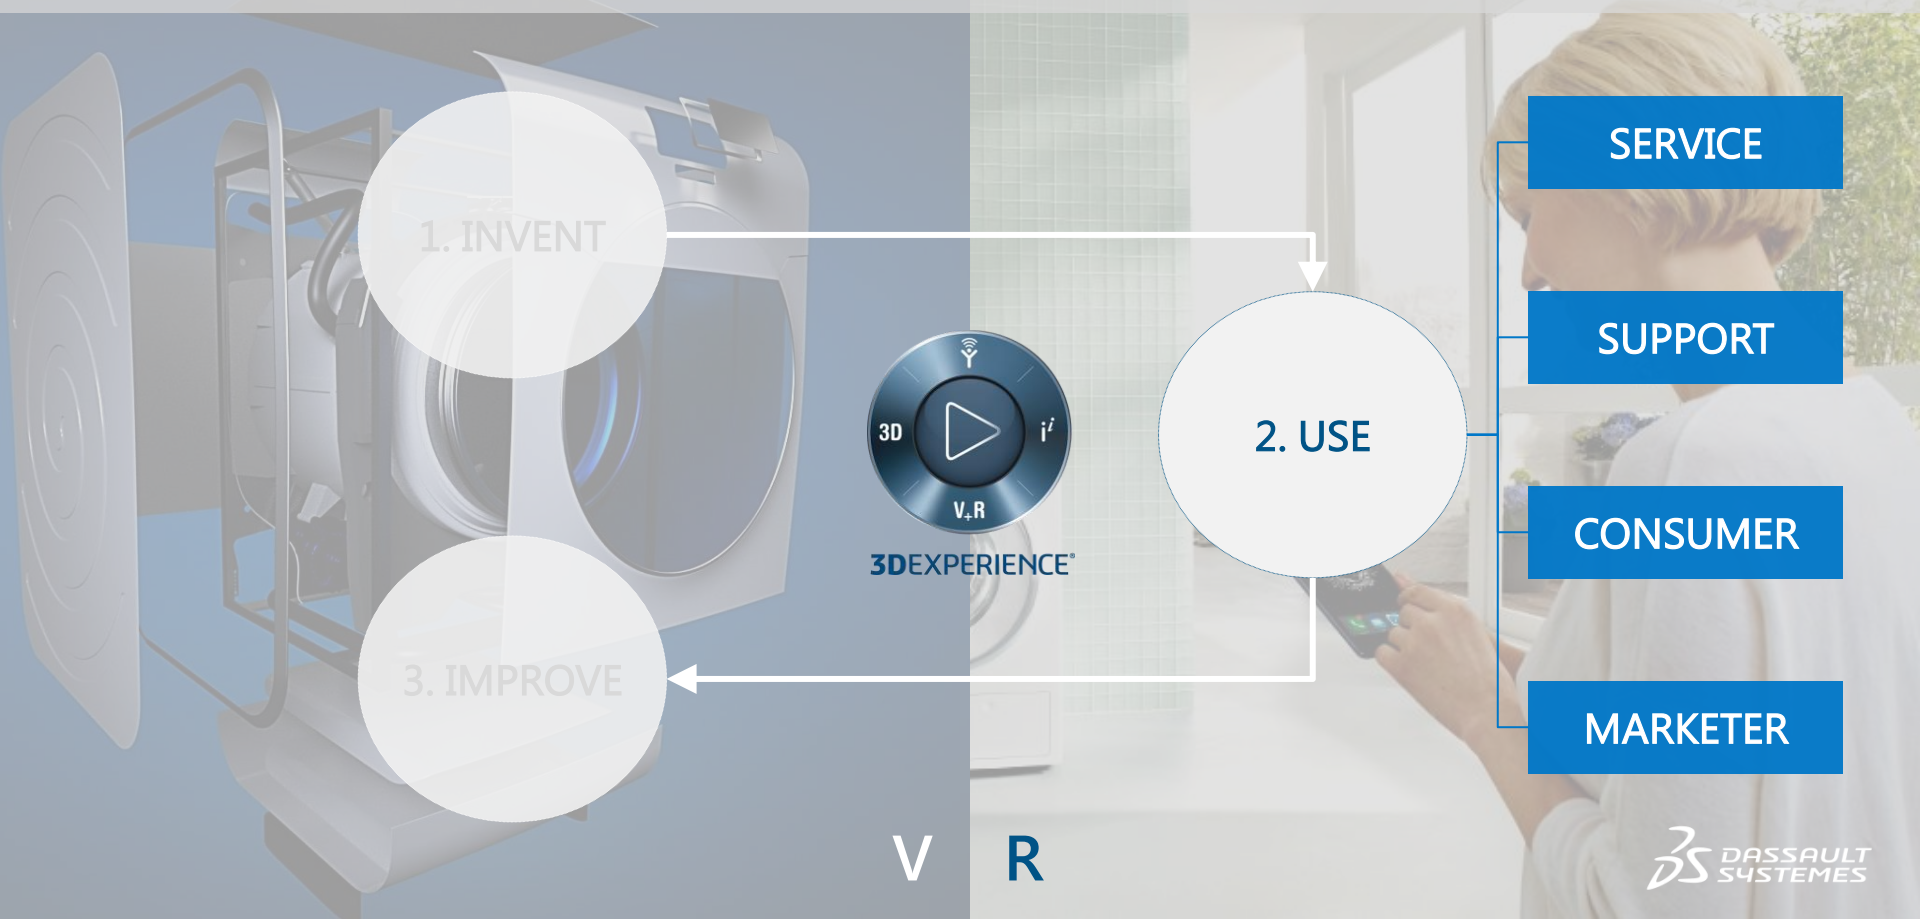 1. INVENT
SERVICE
SUPPORT
3D
i i
V+R
3DEXPERIENCE®
2. USE
CONSUMER
3. IMPROVE
MARKETER
V R
DASSAULT
SYSTEMES